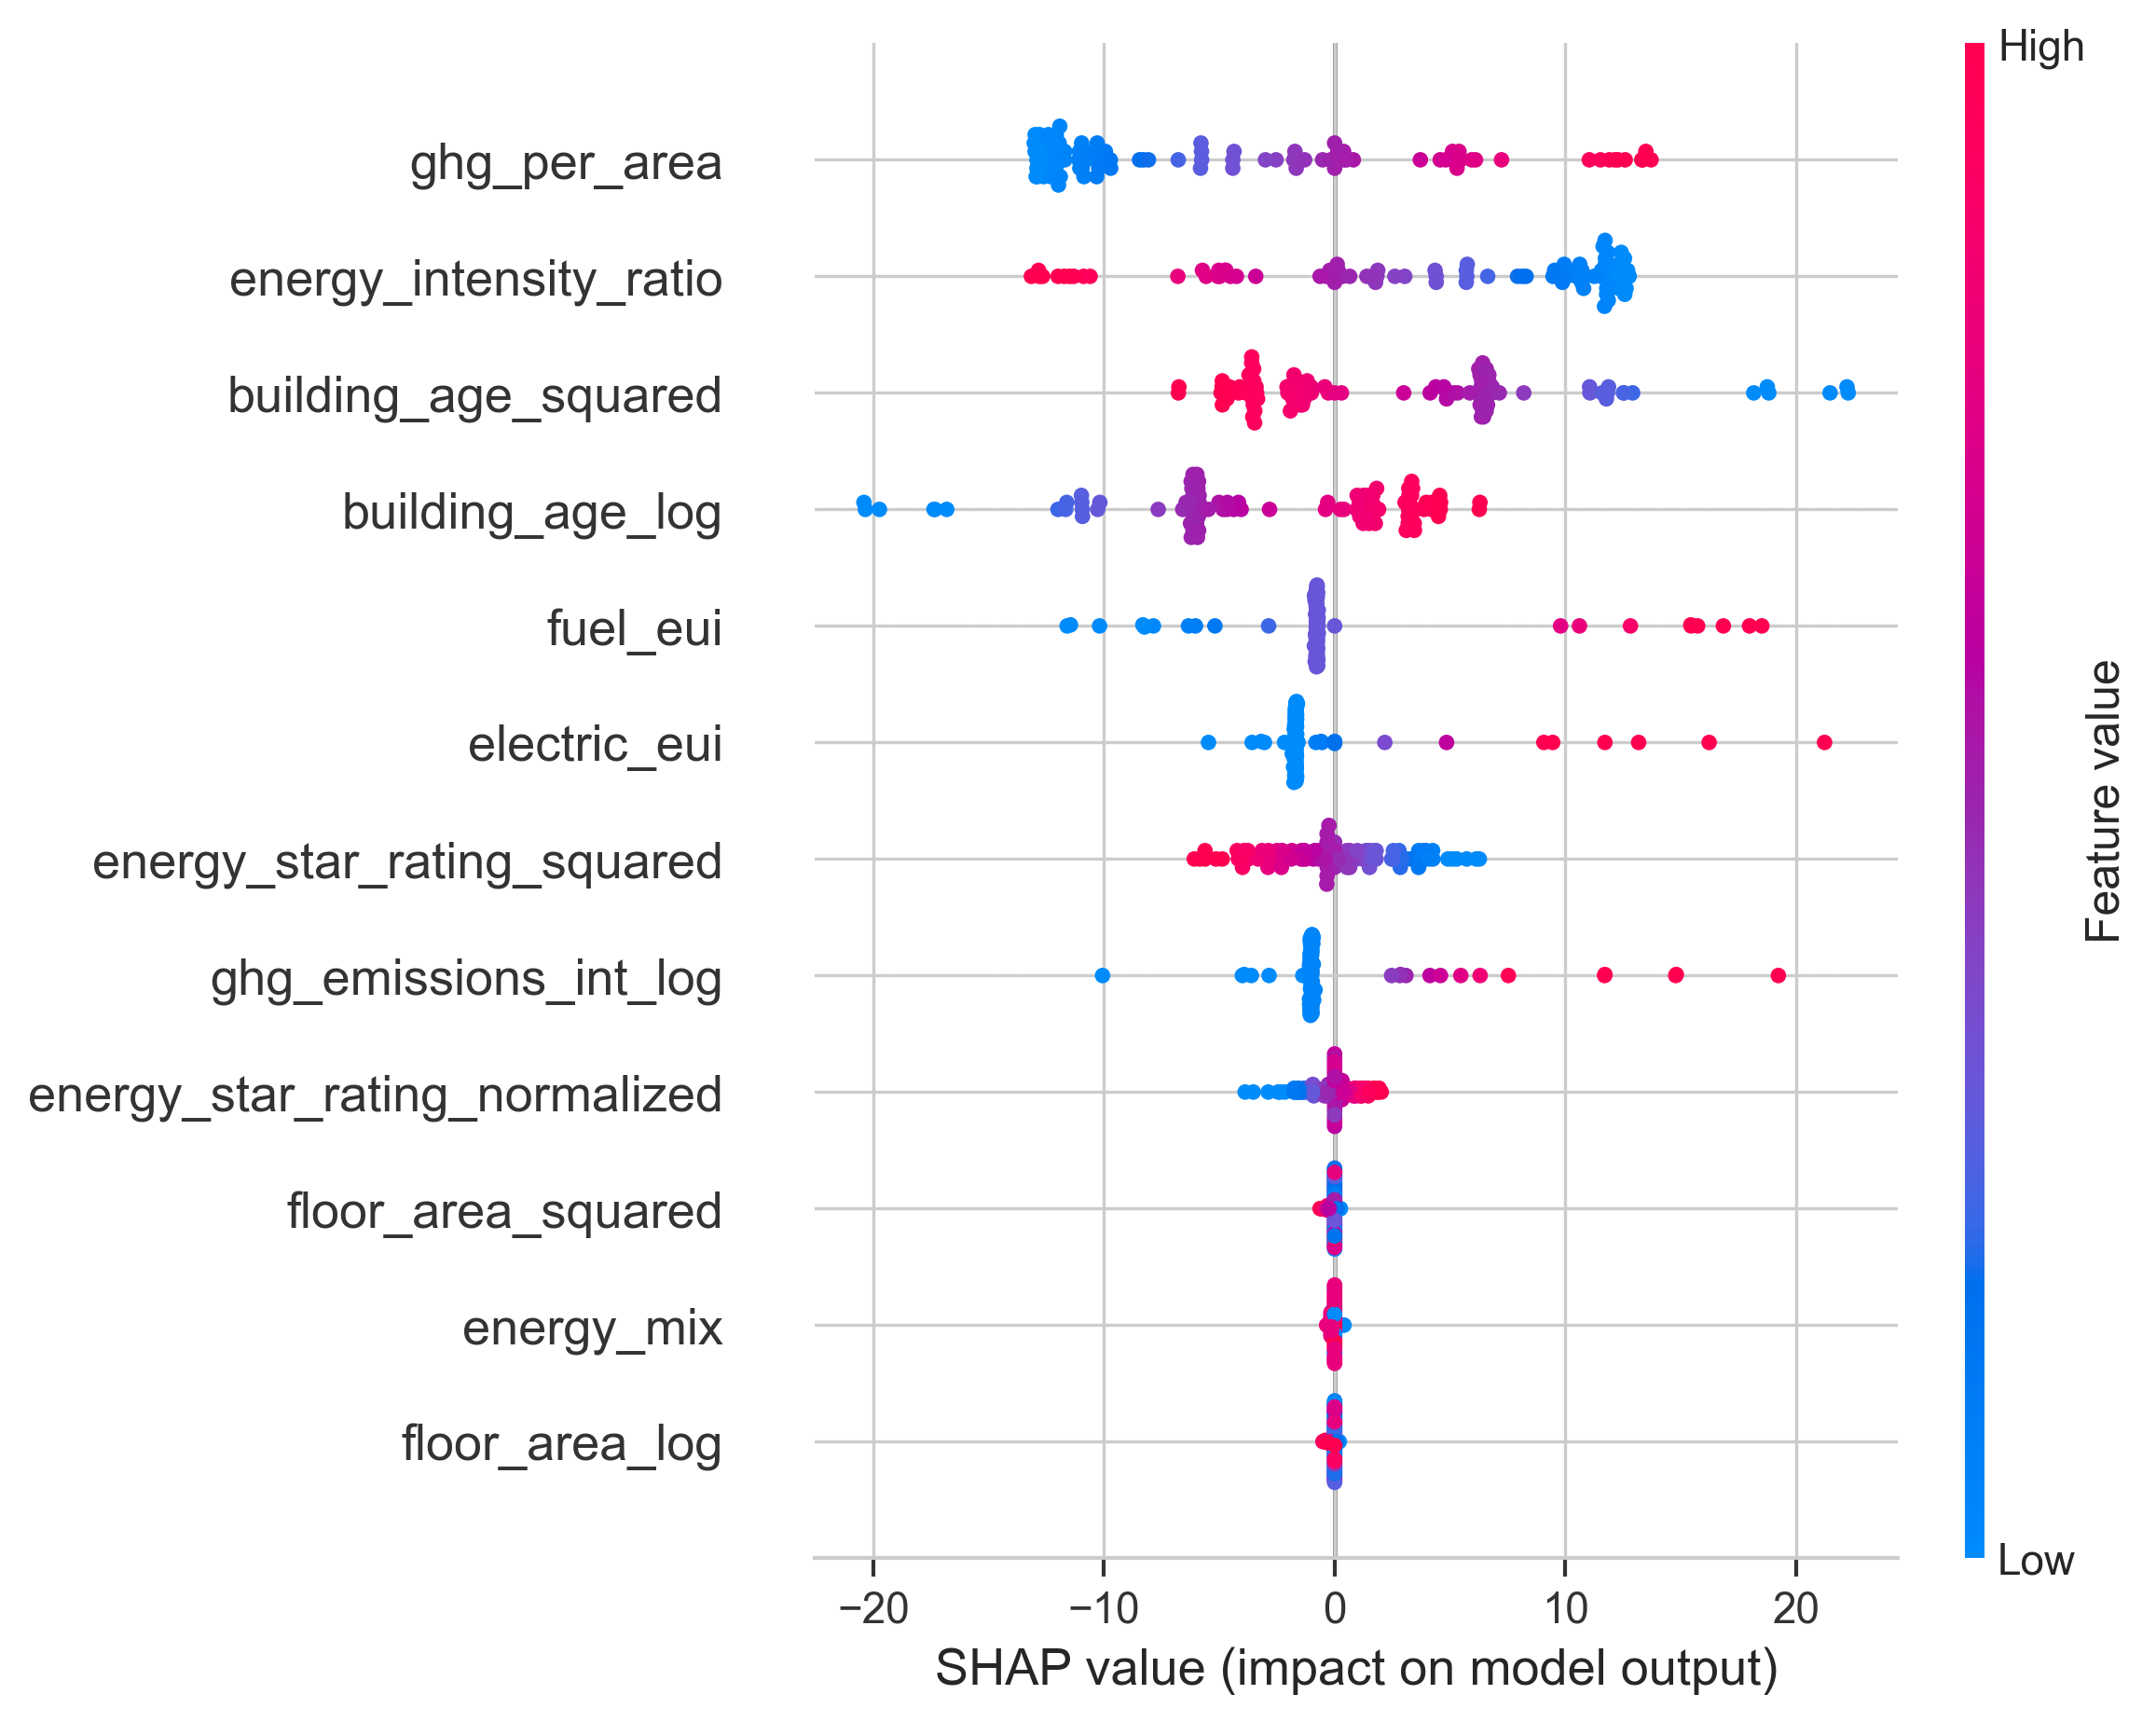 High
ghg_per_area
energy_intensity_ratio
building_age_squared
building_age_log
fuel_eui
electric_eui
energy_star_rating_squared
ghg_emissions_int_log
energy_star_rating_normalized
floor_area_squared
energy_mix
floor_area_log
Feature value
Low
−20 −10 0 10 20
SHAP value (impact on model output)